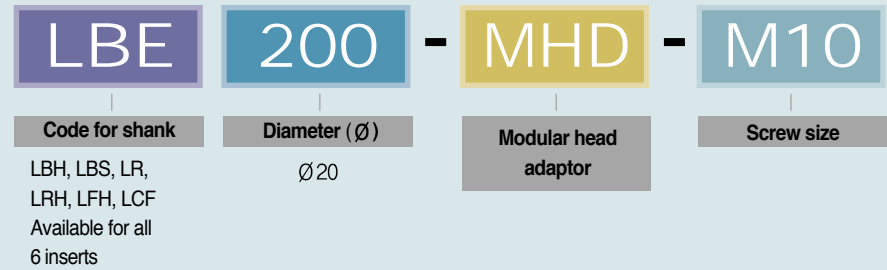 LBE 200 - MHD - M10
Code for shank
Diameter (Ø)
Modular head
adaptor
Screw size
LBH, LBS, LR,
LRH, LFH, LCF
Available for all
6 inserts
Ø20